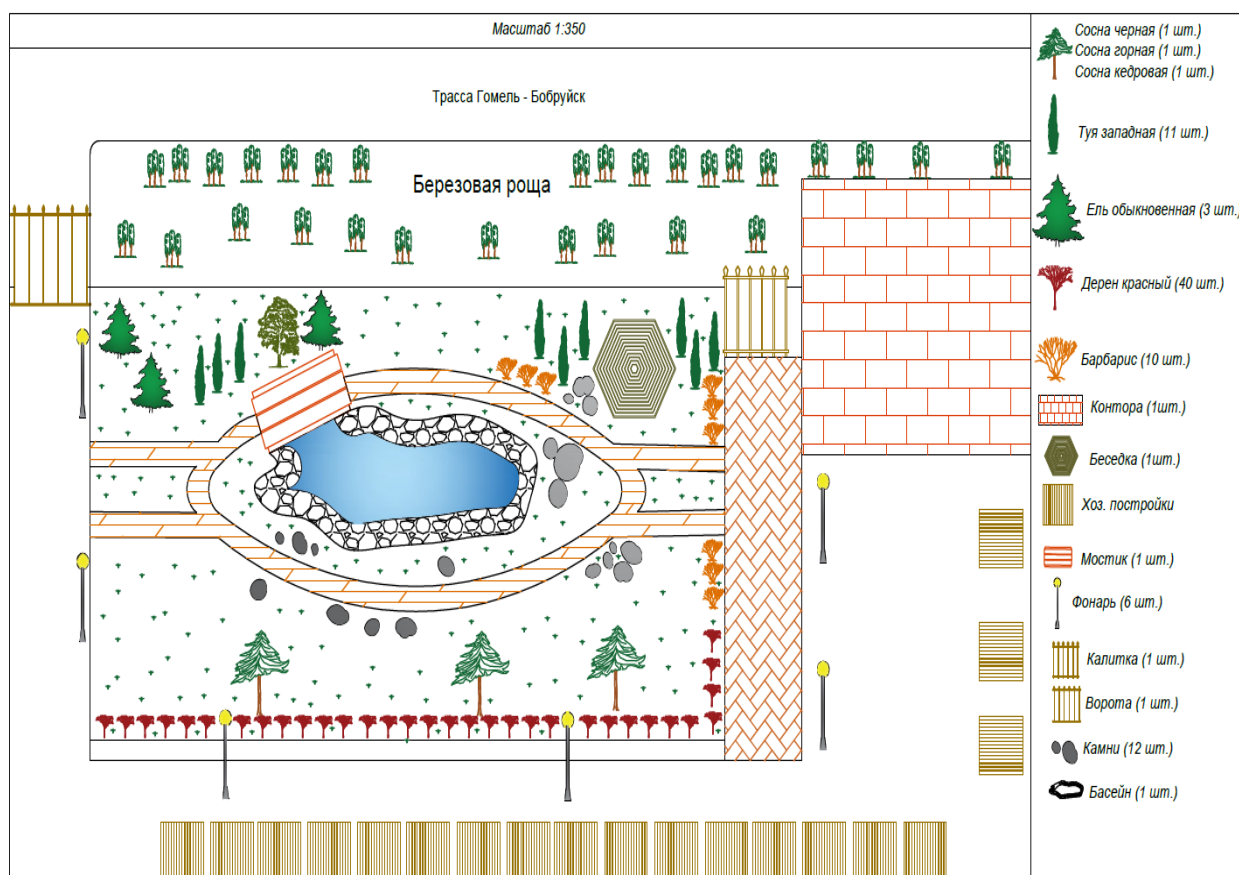 Масштаб 1:350
Трасса Гомель - Бобруйск
Березовая роща
Сосна черная (1 шт.)
Сосна горная (1 шт.)
Сосна кедровая (1 шт.)
Туя западная (11 шт.)
Ель обыкновенная (3 шт.)
Дерен красный (40 шт.)
Барбарис (10 шт.)
Контора (1шт.)
Беседка (1шт.)
Хоз. постройки
Мостик (1 шт.)
Фонарь (6 шт.)
Калитка (1 шт.)
Ворота (1 шт.)
Камни (12 шт.)
Басейн (1 шт.)